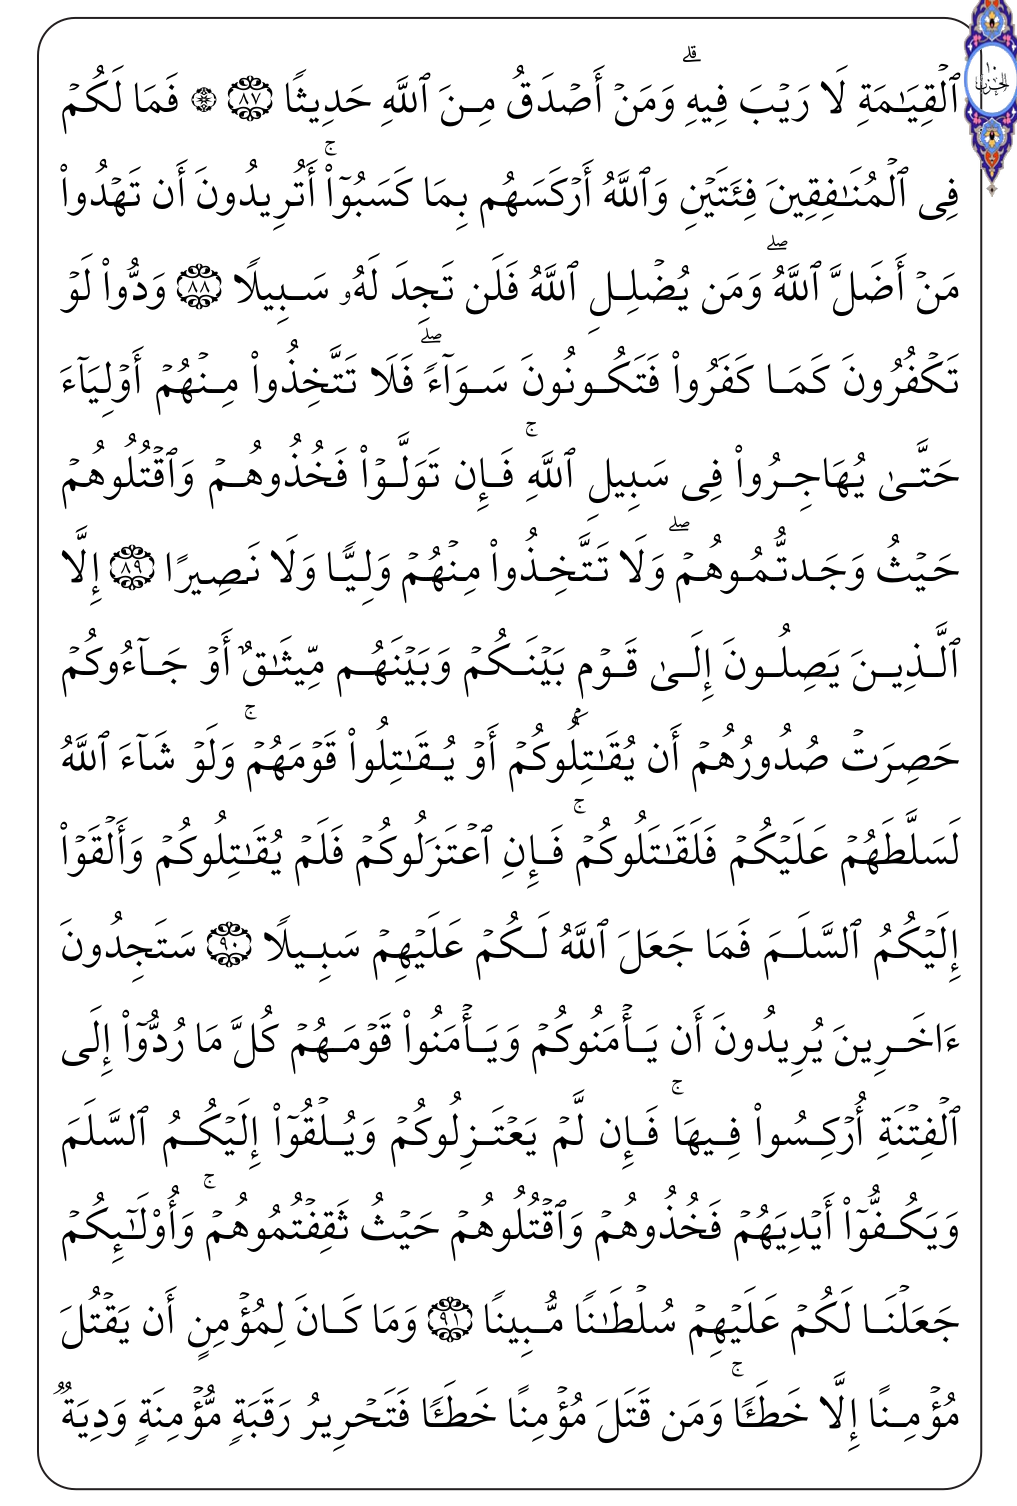 ٱلۡقِيَٰمَةِ لَا رَيۡبَ فِيهِۗ وَمَنۡ أَصۡدَقُ مِنَ ٱللَّهِ حَدِيثٗا ٨٧ ۞ فَمَا لَكُمۡ
فِي ٱلۡمُنَٰفِقِينَ فِئَتَيۡنِ وَٱللَّهُ أَرۡكَسَهُم بِمَا كَسَبُوٓاْۚ أَتُرِيدُونَ أَن تَهۡدُواْ
مَنۡ أَضَلَّ ٱللَّهُۖ وَمَن يُضۡلِلِ ٱللَّهُ فَلَن تَجِدَ لَهُۥ سَبِيلٗا ٨٨ وَدُّواْ لَوۡ
تَكۡفُرُونَ كَمَا كَفَرُواْ فَتَكُونُونَ سَوَآءٗۖ فَلَا تَتَّخِذُواْ مِنۡهُمۡ أَوۡلِيَآءَ
حَتَّىٰ يُهَاجِرُواْ فِي سَبِيلِ ٱللَّهِۚ فَإِن تَوَلَّوۡاْ فَخُذُوهُمۡ وَٱقۡتُلُوهُمۡ
حَيۡثُ وَجَدتُّمُوهُمۡۖ وَلَا تَتَّخِذُواْ مِنۡهُمۡ وَلِيّٗا وَلَا نَصِيرًا ٨٩ إِلَّا
ٱلَّذِينَ يَصِلُونَ إِلَىٰ قَوۡمِۭ بَيۡنَكُمۡ وَبَيۡنَهُم مِّيثَٰقٌ أَوۡ جَآءُوكُمۡ
حَصِرَتۡ صُدُورُهُمۡ أَن يُقَٰتِلُوكُمۡ أَوۡ يُقَٰتِلُواْ قَوۡمَهُمۡۚ وَلَوۡ شَآءَ ٱللَّهُ
لَسَلَّطَهُمۡ عَلَيۡكُمۡ فَلَقَٰتَلُوكُمۡۚ فَإِنِ ٱعۡتَزَلُوكُمۡ فَلَمۡ يُقَٰتِلُوكُمۡ وَأَلۡقَوۡاْ
إِلَيۡكُمُ ٱلسَّلَمَ فَمَا جَعَلَ ٱللَّهُ لَكُمۡ عَلَيۡهِمۡ سَبِيلٗا ٩٠ سَتَجِدُونَ
ءَاخَرِينَ يُرِيدُونَ أَن يَأۡمَنُوكُمۡ وَيَأۡمَنُواْ قَوۡمَهُمۡ كُلَّ مَا رُدُّوٓاْ إِلَى
ٱلۡفِتۡنَةِ أُرۡكِسُواْ فِيهَاۚ فَإِن لَّمۡ يَعۡتَزِلُوكُمۡ وَيُلۡقُوٓاْ إِلَيۡكُمُ ٱلسَّلَمَ
وَيَكُفُّوٓاْ أَيۡدِيَهُمۡ فَخُذُوهُمۡ وَٱقۡتُلُوهُمۡ حَيۡثُ ثَقِفۡتُمُوهُمۡۚ وَأُوْلَٰٓئِكُمۡ
جَعَلۡنَا لَكُمۡ عَلَيۡهِمۡ سُلۡطَٰنٗا مُّبِينٗا ٩١ وَمَا كَانَ لِمُؤۡمِنٍ أَن يَقۡتُلَ
مُؤۡمِنًا إِلَّا خَطَـٔٗاۚ وَمَن قَتَلَ مُؤۡمِنًا خَطَـٔٗا فَتَحۡرِيرُ رَقَبَةٖ مُّؤۡمِنَةٖ وَدِيَةٞ
الحزب
١٠